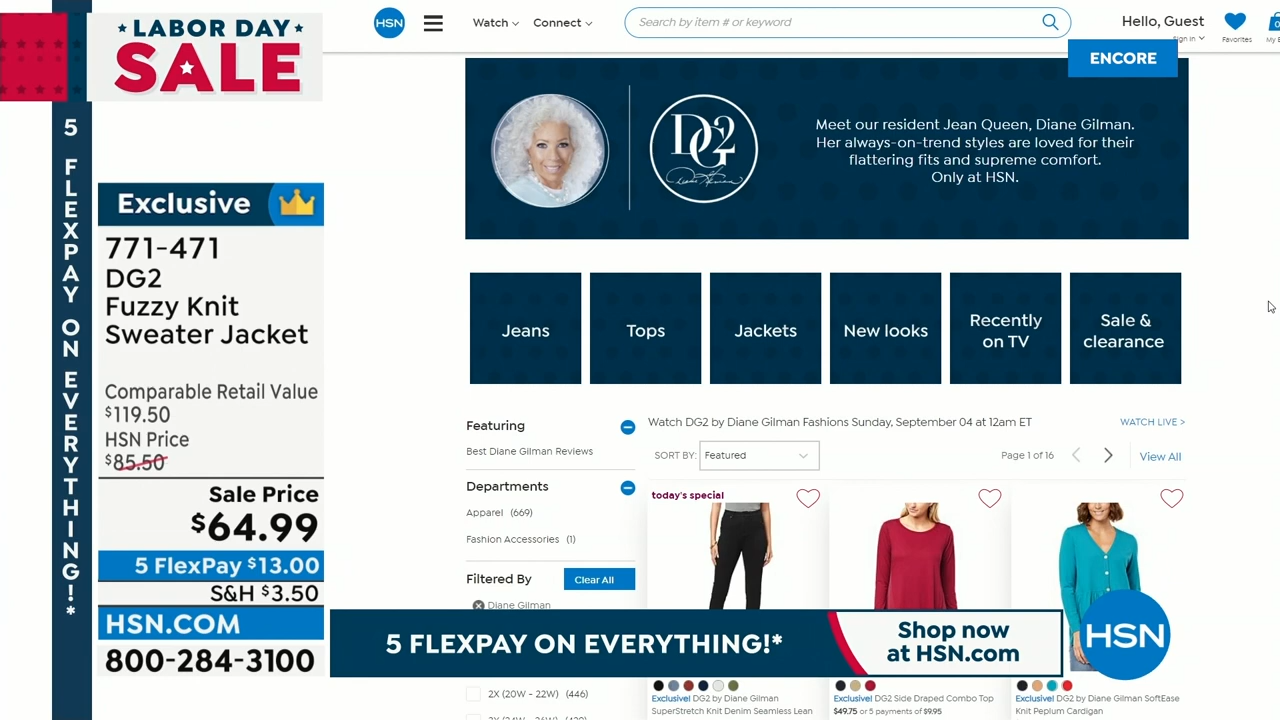 ★LABOR DAY★
SALE
5 FLEXPAY ON EVERYTHING!*
Exclusive
771-471
DG2
Fuzzy Knit
Sweater Jacket
Comparable Retail Value
$119.50
HSN Price
$85.50
Sale Price
$64.99
5 FlexPay $13.00
S&H $3.50
HSN.COM
800-284-3100
HSN
Watch
Connect
Search by item # or keyword
Hello, Guest
Sign In
Favorites
ENCORE
DG2
Diane Gilman
Meet our resident Jean Queen, Diane Gilman.
Her always-on-trend styles are loved for their
flattering fits and supreme comfort.
Only at HSN.
Jeans
Tops
Jackets
New looks
Recently
on TV
Sale &
clearance
Featuring
Best Diane Gilman Reviews
Departments
Apparel (669)
Fashion Accessories (1)
Filtered By
Clear All
Diane Gilman
2X (20W - 22W) (446)
Watch DG2 by Diane Gilman Fashions Sunday, September 04 at 12am ET
WATCH LIVE >
SORT BY: Featured
Page 1 of 16
View All
today's special
5 FLEXPAY ON EVERYTHING!*
Shop now
at HSN.com
HSN
Exclusive! DG2 by Diane Gilman
SuperStretch Knit Denim Seamless Lean
Exclusive! DG2 Side Draped Combo Top
$49.75 or 5 payments of $9.95
Exclusive! DG2 by Diane Gilman SoftEase
Knit Peplum Cardigan